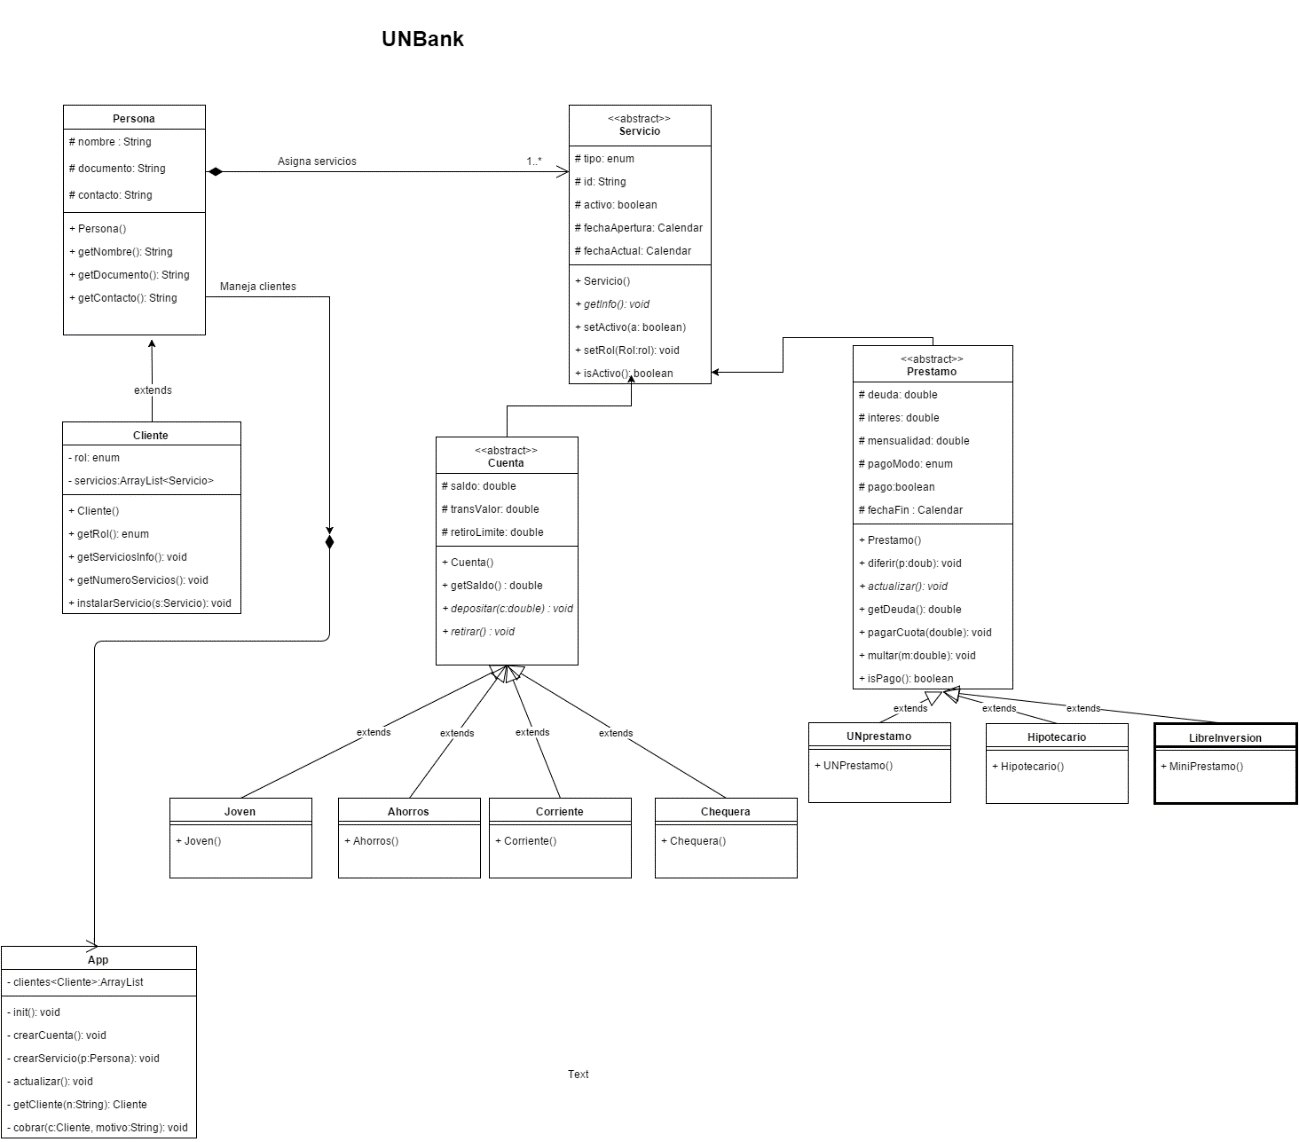 UNBank
Persona
# nombre : String
# documento: String
# contacto: String
+ Persona()
+ getNombre(): String
+ getDocumento(): String
+ getContacto(): String
Asigna servicios
1..*
Maneja clientes
<<abstract>>
Servicio
# tipo: enum
# id: String
# activo: boolean
# fechaApertura: Calendar
# fechaActual: Calendar
+ Servicio()
+ getInfo(): void
+ setActivo(a: boolean)
+ setRol(Rol:rol): void
+ isActivo(): boolean
extends
Cliente
- rol: enum
- servicios:ArrayList<Servicio>
+ Cliente()
+ getRol(): enum
+ getServiciosInfo(): void
+ getNumeroServicios(): void
+ instalarServicio(s:Servicio): void
<<abstract>>
Cuenta
# saldo: double
# transValor: double
# retiroLimite: double
+ Cuenta()
+ getSaldo() : double
+ depositar(c:double) : void
+ retirar() : void
<<abstract>>
Prestamo
# deuda: double
# interes: double
# mensualidad: double
# pagoModo: enum
# pago:boolean
# fechaFin : Calendar
+ Prestamo()
+ diferir(p:doub): void
+ actualizar(): void
+ getDeuda(): double
+ pagarCuota(double): void
+ multar(m:double): void
+ isPago(): boolean
extends
extends
extends
extends
extends
extends
extends
UNprestamo
+ UNPrestamo()
Hipotecario
+ Hipotecario()
LibreInversion
+ MiniPrestamo()
Joven
+ Joven()
Ahorros
+ Ahorros()
Corriente
+ Corriente()
Chequera
+ Chequera()
App
- clientes<Cliente>:ArrayList
- init(): void
- crearCuenta(): void
- crearServicio(p:Persona): void
- actualizar(): void
- getCliente(n:String): Cliente
- cobrar(c:Cliente, motivo:String): void
Text